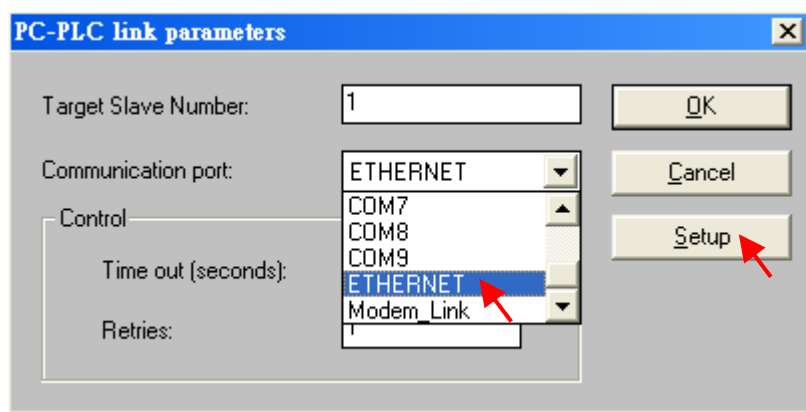 PC-PLC link parameters
Target Slave Number:
1
OK
Communication port:
ETHERNET
Cancel
COM7
COM8
COM9
ETHERNET
Modem_Link
Control
Setup
Time out (seconds):
Retries: